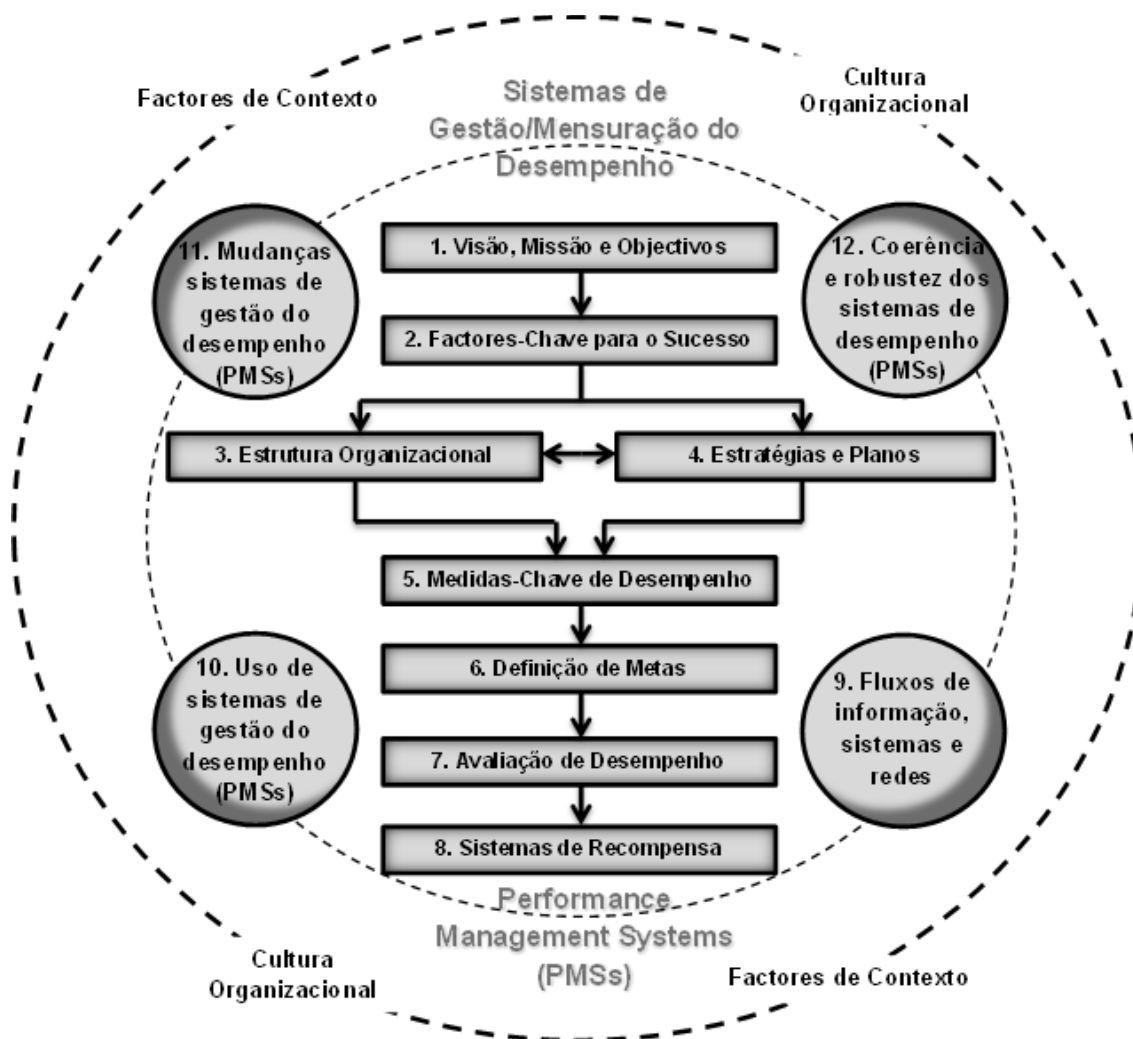 Factores de Contexto
Cultura
Organizacional
Sistemas de
Gestão/Mensuração do
Desempenho
11. Mudanças
sistemas de
gestão do
desempenho
(PMSs)
1. Visão, Missão e Objectivos
12. Coerência
e robustez dos
sistemas de
desempenho
(PMSs)
2. Factores-Chave para o Sucesso
3. Estrutura Organizacional
4. Estratégias e Planos
5. Medidas-Chave de Desempenho
10. Uso de
sistemas de
gestão do
desempenho
(PMSs)
6. Definição de Metas
9. Fluxos de
informação,
sistemas e
redes
7. Avaliação de Desempenho
8. Sistemas de Recompensa
Performance
Management Systems
(PMSs)
Cultura
Organizacional
Factores de Contexto